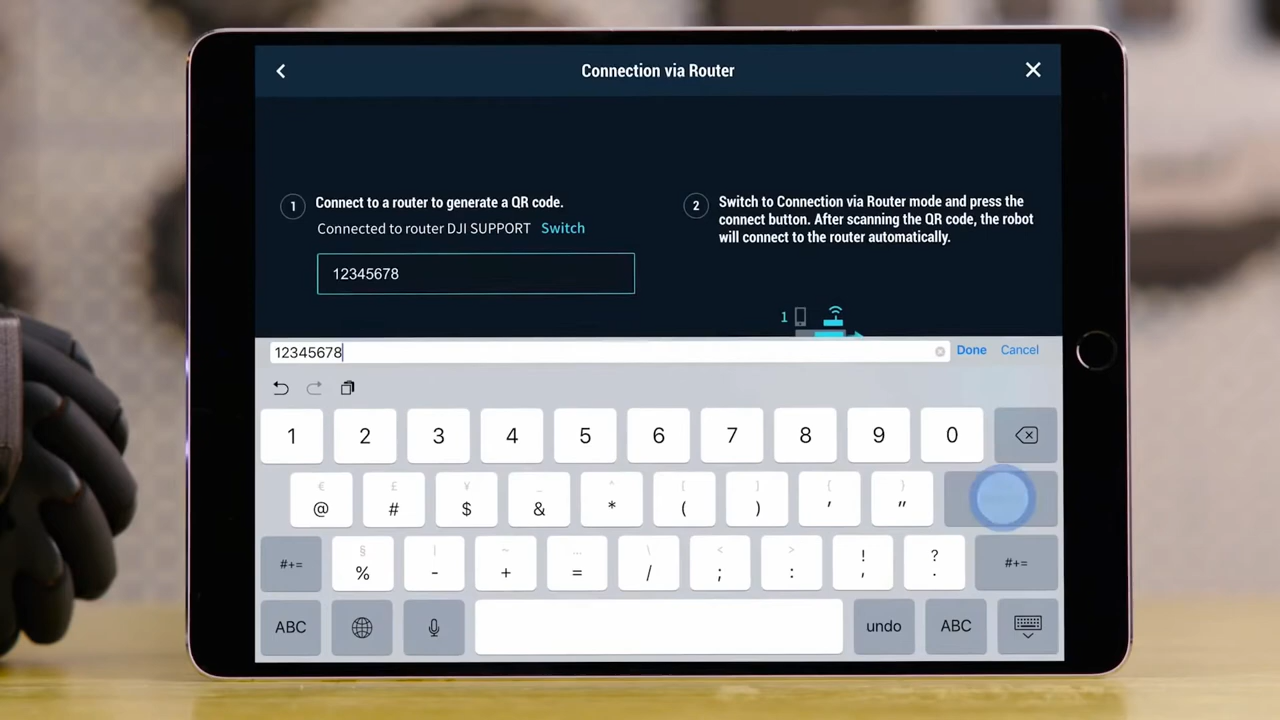 Connection via Router
1 Connect to a router to generate a QR code.
Connected to router DJI SUPPORT Switch
12345678
2 Switch to Connection via Router mode and press the
connect button. After scanning the QR code, the robot
will connect to the router automatically.
1
12345678 Done Cancel
1 2 3 4 5 6 7 8 9 0
€ £ ¥ _ ^ [ ] { }
@ # $ & * ( ) ' "
§ | ~ … \ < > ! ?
#+= % - + = / ; : , . #+=
ABC undo ABC